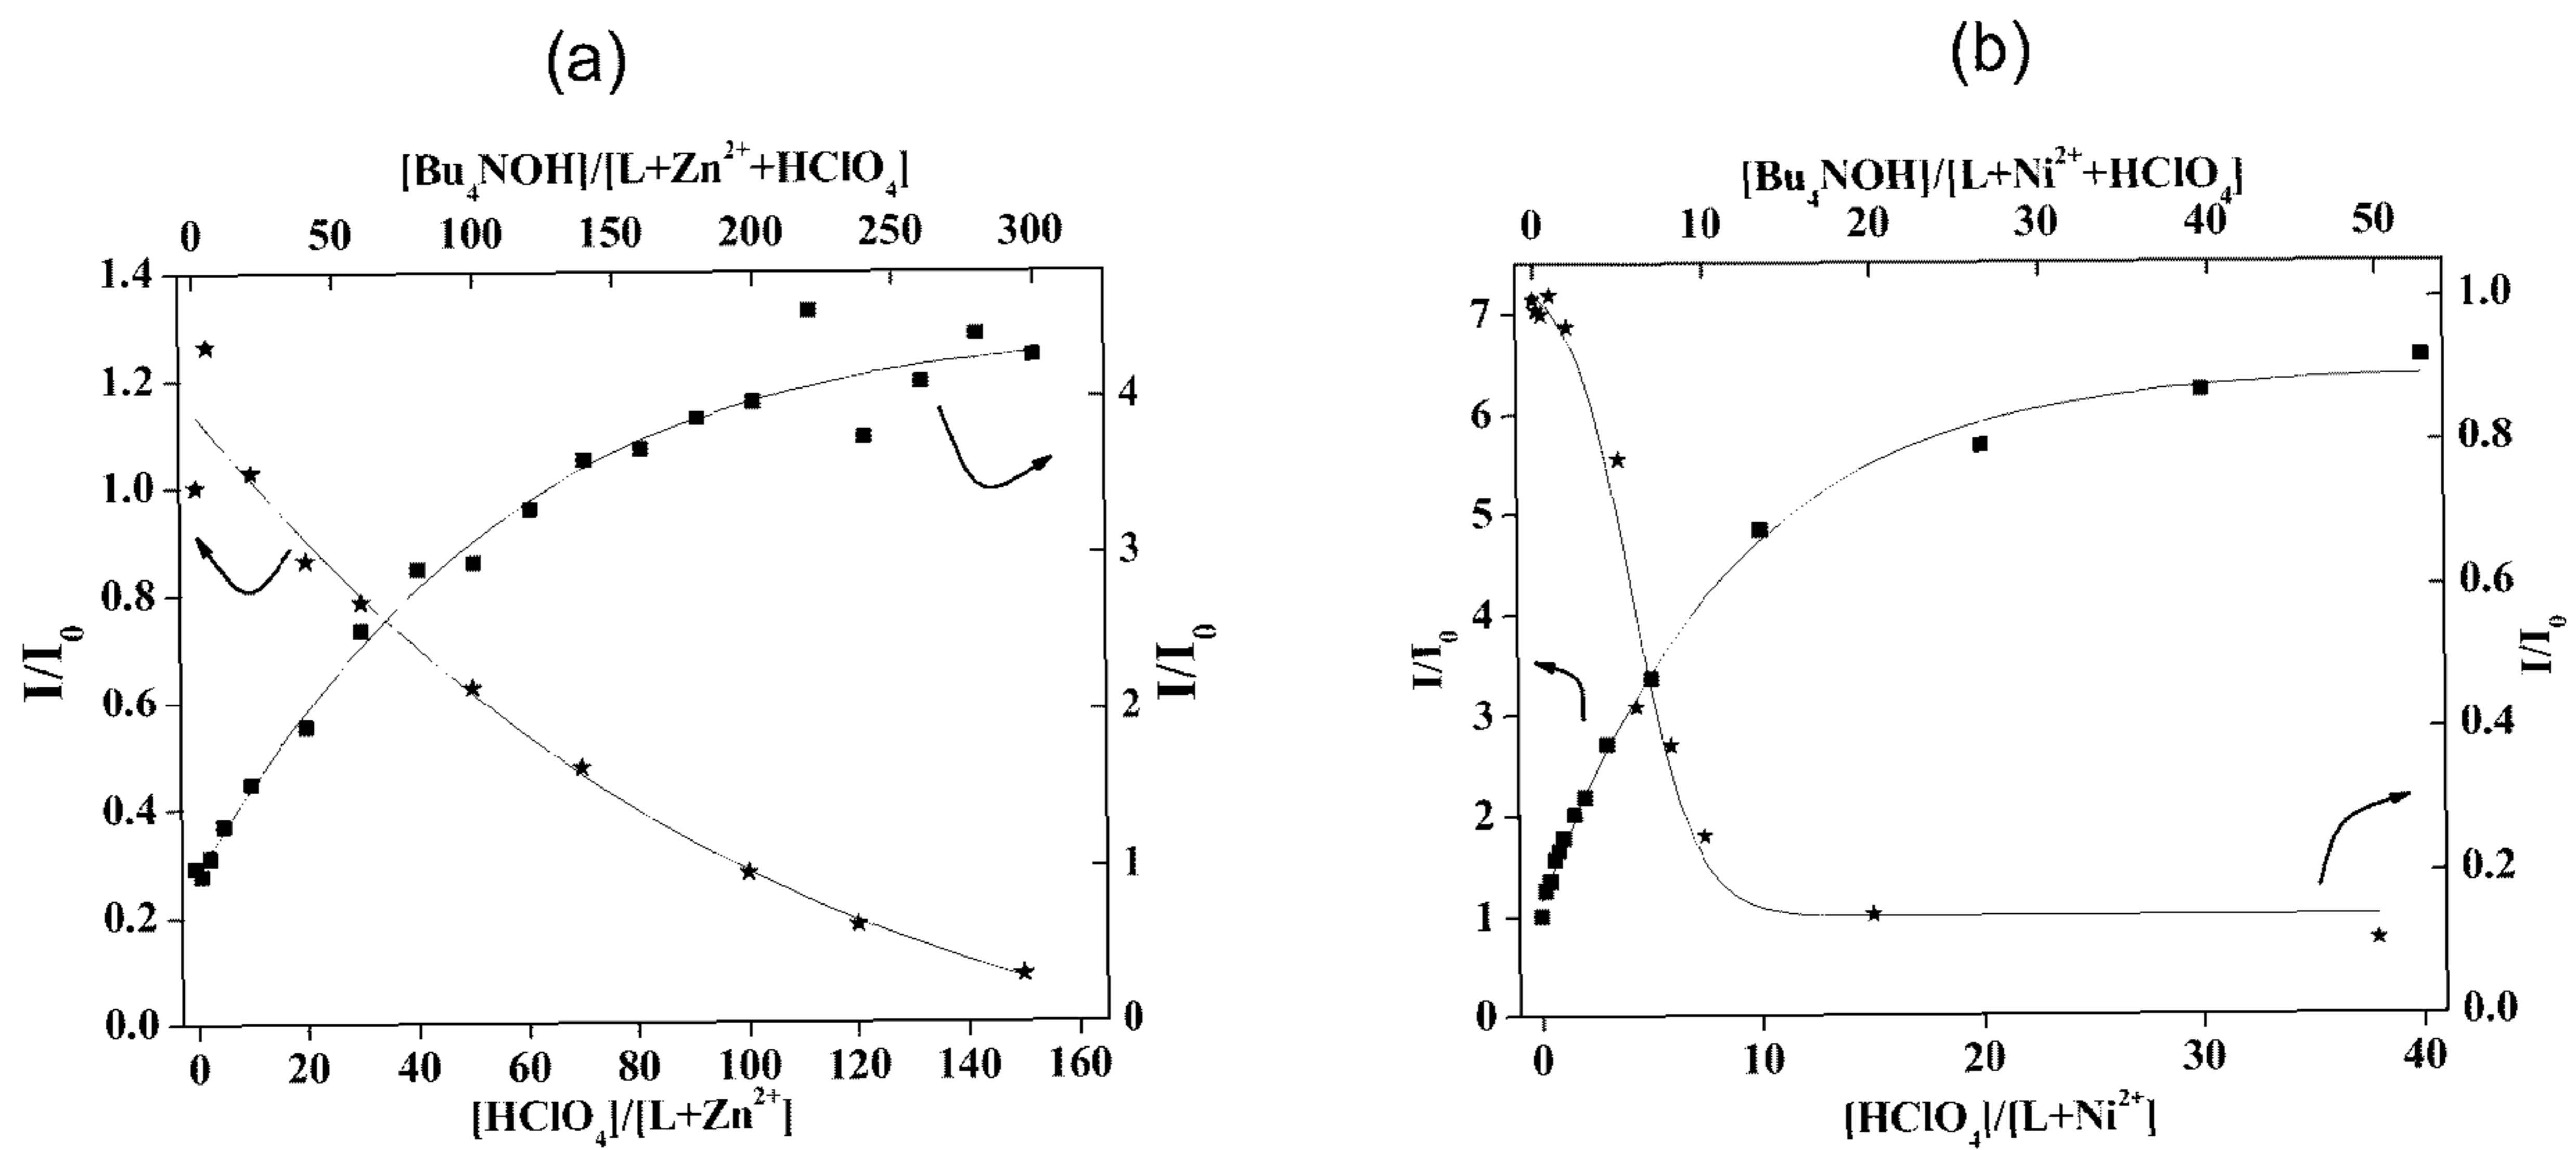 (a)
[Bu4NOH]/[L+Zn2++HClO4]
0 50 100 150 200 250 300
1.4
1.2
1.0
0.8
0.6
0.4
0.2
0.0
I/I0
4
3
2
1
0
I/I0
0 20 40 60 80 100 120 140 160
[HClO4]/[L+Zn2+]
(b)
[Bu4NOH]/[L+Ni2++HClO4]
0 10 20 30 40 50
7
6
5
4
3
2
1
0
I/I0
1.0
0.8
0.6
0.4
0.2
0.0
I/I0
0 10 20 30 40
[HClO4]/[L+Ni2+]